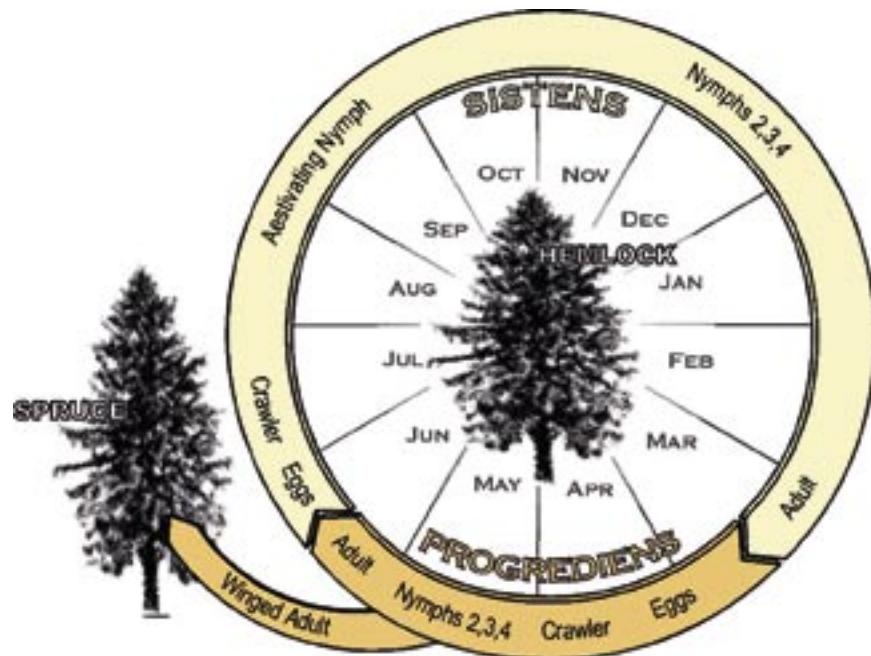 SISTENS
Nymphs 2,3,4
Aestivating Nymph
OCT
NOV
SEP
DEC
HEMLOCK
AUG
JAN
JUL
FEB
Crawler
SPRUCE
JUN
MAR
Eggs
MAY
APR
Adult
PROGREDIENS
Adult
Nymphs 2,3,4
Crawler
Eggs
Winged Adult